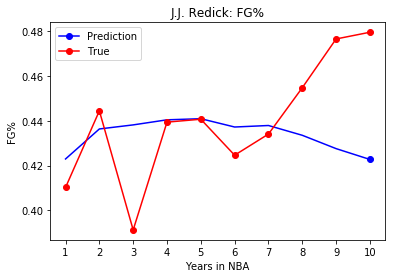 J.J. Redick: FG%
Prediction
True
0.48
0.46
0.44
0.42
0.40
FG%
1 2 3 4 5 6 7 8 9 10
Years in NBA